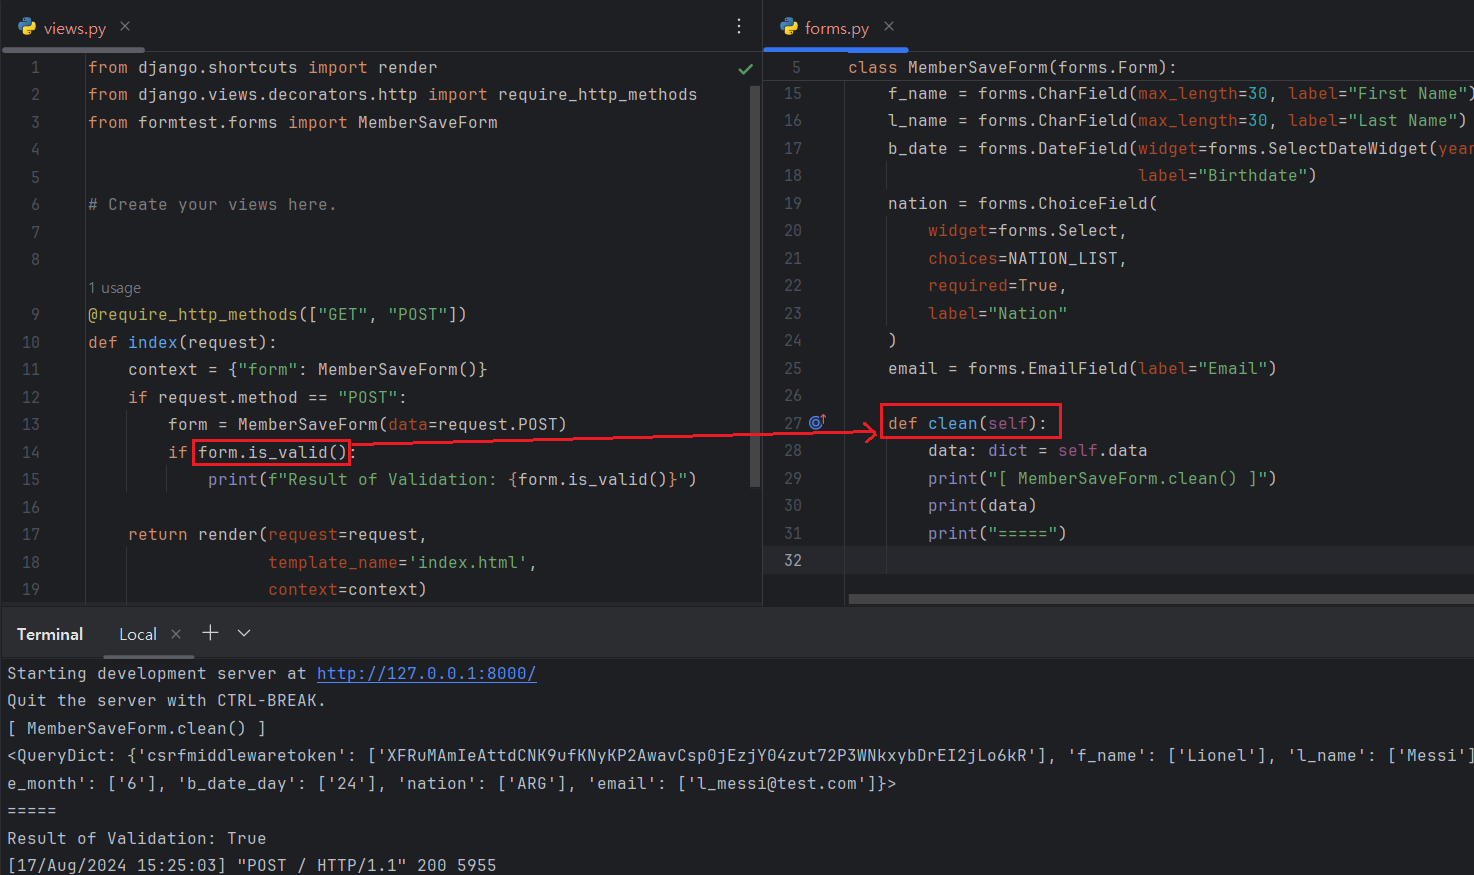 views.py
1 from django.shortcuts import render
2 from django.views.decorators.http import require_http_methods
3 from formtest.forms import MemberSaveForm
4
5
6 # Create your views here.
7
8
1 usage
9 @require_http_methods(["GET", "POST"])
10 def index(request):
11 context = {"form": MemberSaveForm()}
12 if request.method == "POST":
13 form = MemberSaveForm(data=request.POST)
14 if form.is_valid():
15 print(f"Result of Validation: {form.is_valid()}")
16
17 return render(request=request,
18 template_name='index.html',
19 context=context)
forms.py
5 class MemberSaveForm(forms.Form):
15 f_name = forms.CharField(max_length=30, label="First Name")
16 l_name = forms.CharField(max_length=30, label="Last Name")
17 b_date = forms.DateField(widget=forms.SelectDateWidget(year
18 label="Birthdate")
19 nation = forms.ChoiceField(
20 widget=forms.Select,
21 choices=NATION_LIST,
22 required=True,
23 label="Nation"
24 )
25 email = forms.EmailField(label="Email")
26
27 def clean(self):
28 data: dict = self.data
29 print("[ MemberSaveForm.clean() ]")
30 print(data)
31 print("=====")
32
Terminal Local
Starting development server at http://127.0.0.1:8000/
Quit the server with CTRL-BREAK.
[ MemberSaveForm.clean() ]
<QueryDict: {'csrfmiddlewaretoken': ['XFRuMAmIeAttdCNK9ufKNyKP2AwavCsp0jEzjY04zut72P3WNkxybDrEI2jLo6kR'], 'f_name': ['Lionel'], 'l_name': ['Messi']
e_month': ['6'], 'b_date_day': ['24'], 'nation': ['ARG'], 'email': ['l_messi@test.com']}>
=====
Result of Validation: True
[17/Aug/2024 15:25:03] "POST / HTTP/1.1" 200 5955